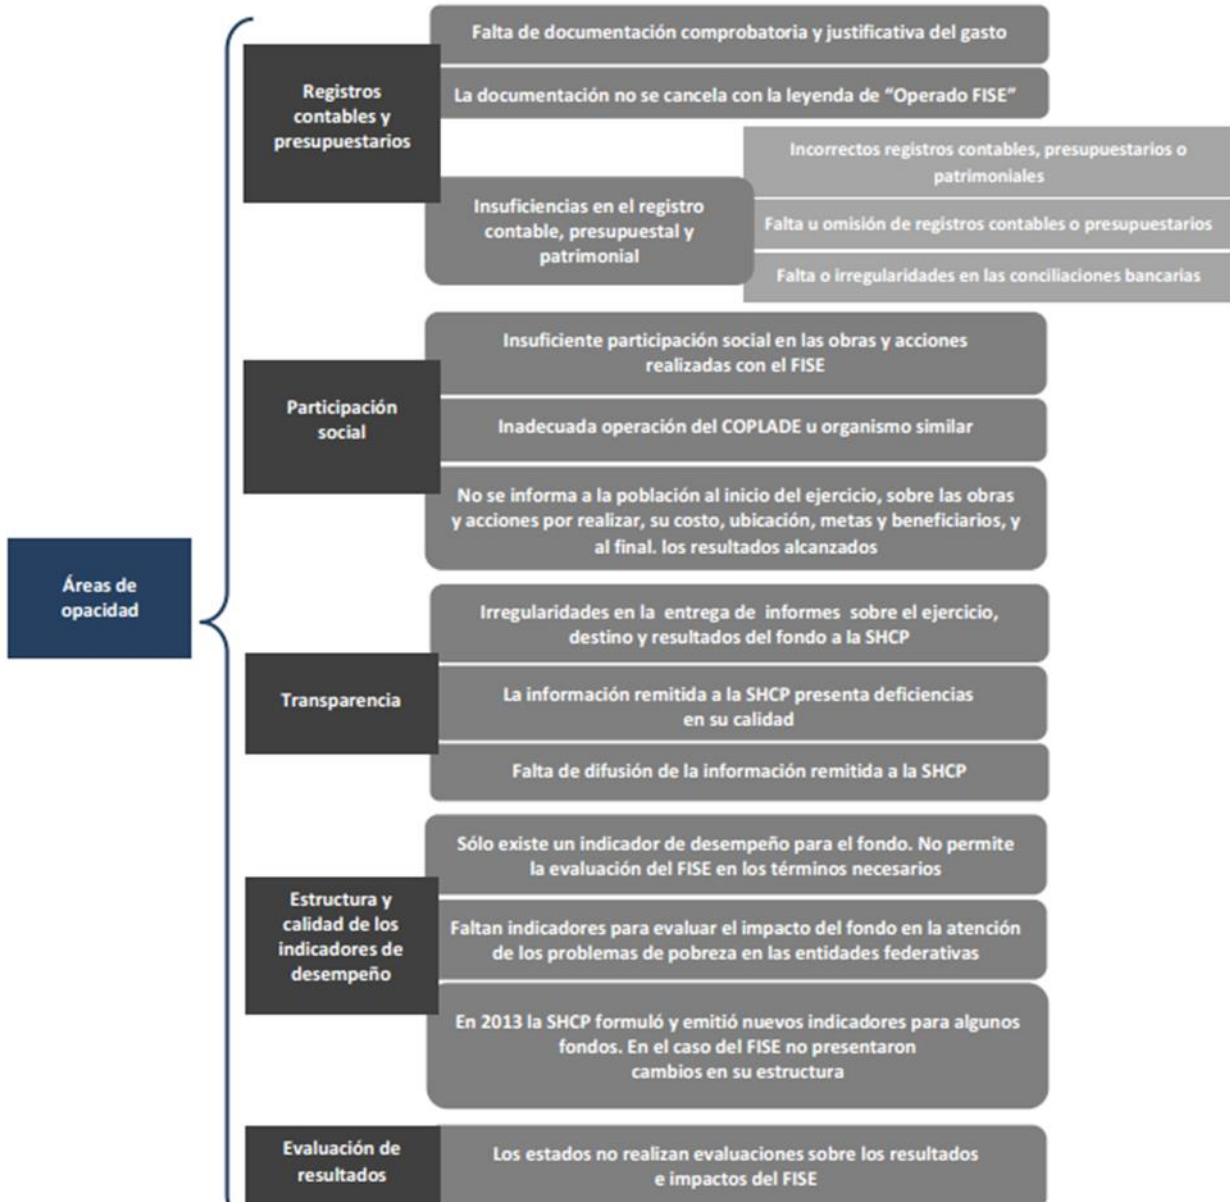 Áreas de
opacidad
Registros
contables y
presupuestarios
Falta de documentación comprobatoria y justificativa del gasto
La documentación no se cancela con la leyenda de “Operado FISE”
Insuficiencias en el registro
contable, presupuestal y
patrimonial
Incorrectos registros contables, presupuestarios o
patrimoniales
Falta u omisión de registros contables o presupuestarios
Falta o irregularidades en las conciliaciones bancarias
Participación
social
Insuficiente participación social en las obras y acciones
realizadas con el FISE
Inadecuada operación del COPLADE u organismo similar
No se informa a la población al inicio del ejercicio, sobre las obras
y acciones por realizar, su costo, ubicación, metas y beneficiarios, y
al final. los resultados alcanzados
Transparencia
Irregularidades en la entrega de informes sobre el ejercicio,
destino y resultados del fondo a la SHCP
La información remitida a la SHCP presenta deficiencias
en su calidad
Falta de difusión de la información remitida a la SHCP
Estructura y
calidad de los
indicadores de
desempeño
Sólo existe un indicador de desempeño para el fondo. No permite
la evaluación del FISE en los términos necesarios
Faltan indicadores para evaluar el impacto del fondo en la atención
de los problemas de pobreza en las entidades federativas
En 2013 la SHCP formuló y emitió nuevos indicadores para algunos
fondos. En el caso del FISE no presentaron
cambios en su estructura
Evaluación de
resultados
Los estados no realizan evaluaciones sobre los resultados
e impactos del FISE